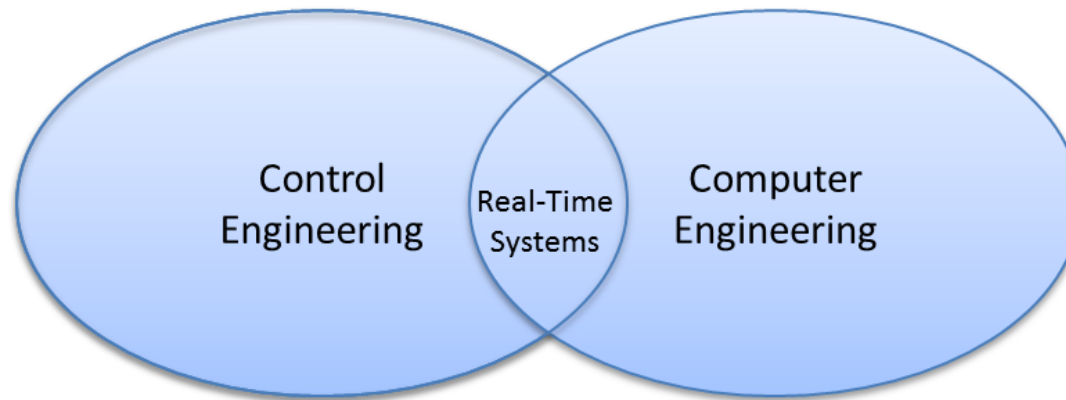 Control
Engineering
Real-Time
Systems
Computer
Engineering